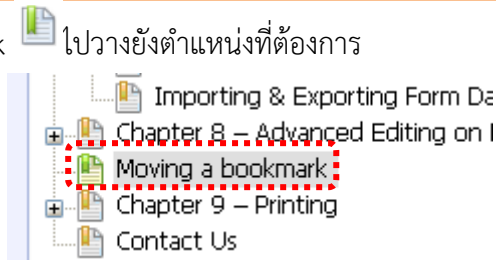 ไปวางยังตำแหน่งที่ต้องการ
Importing & Exporting Form
Chapter 8 – Advanced Editing on
Moving a bookmark
Chapter 9 – Printing
Contact Us